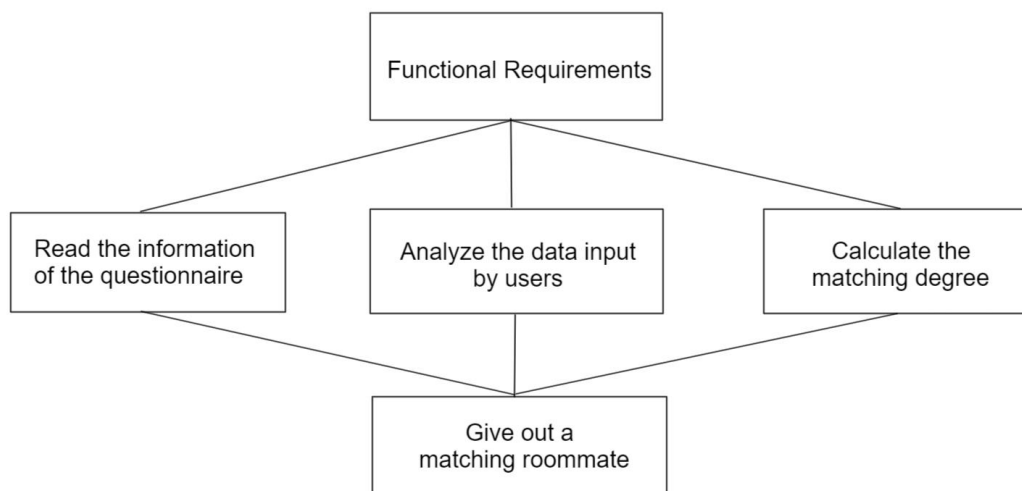 Functional Requirements
Read the information
of the questionnaire
Analyze the data input
by users
Calculate the
matching degree
Give out a
matching roommate